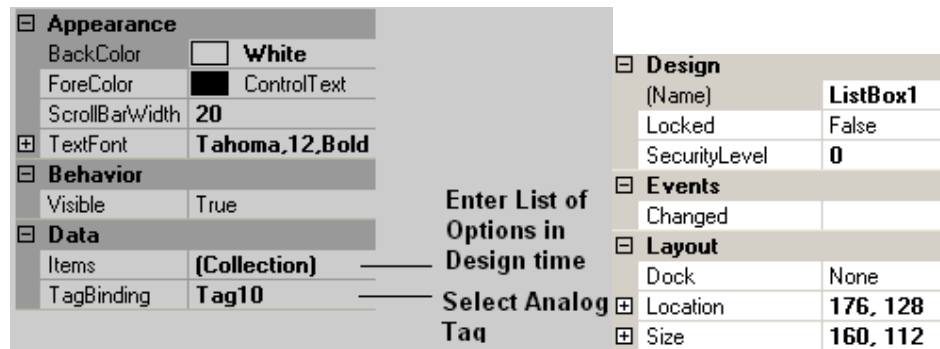 Appearance
BackColor White
ForeColor ControlText
ScrollBarWidth 20
TextFont Tahoma,12,Bold
Behavior
Visible True
Data
Items (Collection)
TagBinding Tag10
Enter List of
Options in
Design time
Select Analog
Tag
Design
(Name) ListBox1
Locked False
SecurityLevel 0
Events
Changed
Layout
Dock None
Location 176, 128
Size 160, 112